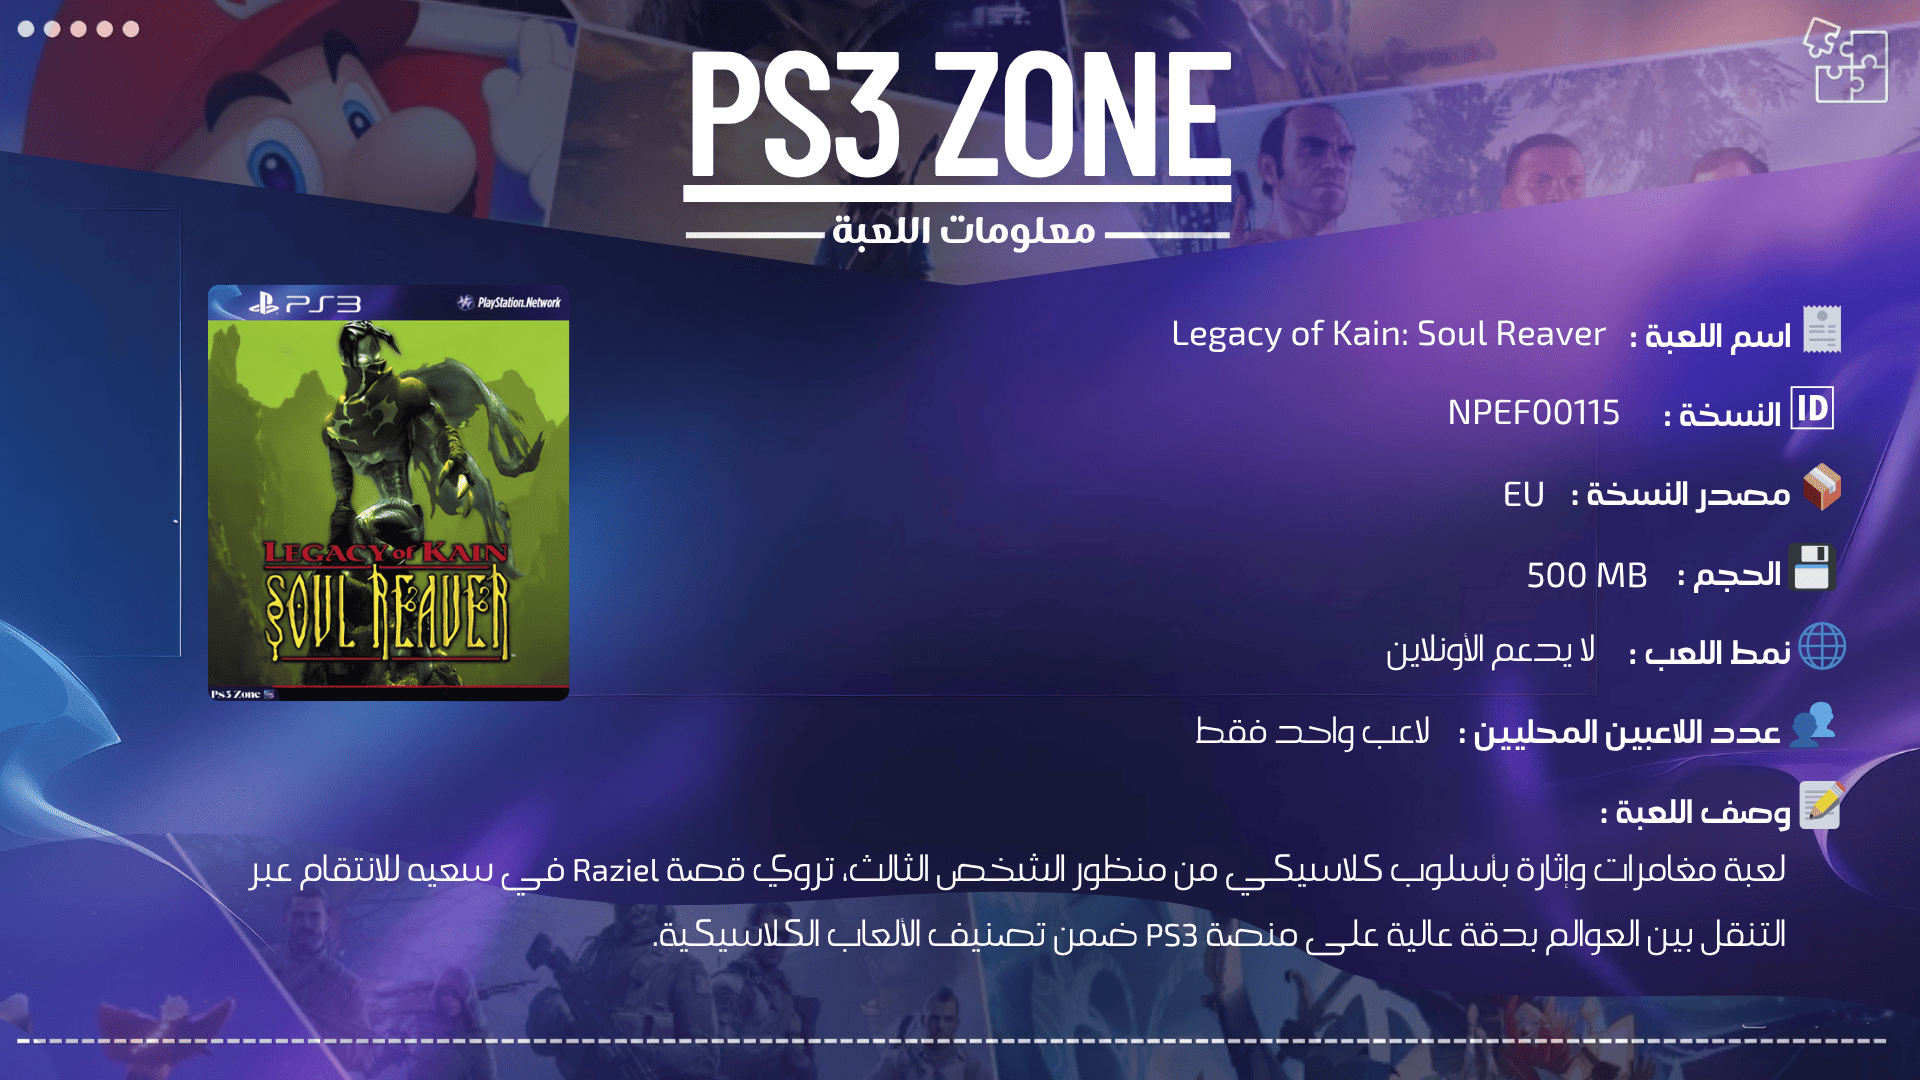 PS3 ZONE
معلومات اللعبة
PS3 PlayStation.Network
LEGACY of KAIN
SOUL REAVER
Ps3 Zone
اسم اللعبة : Legacy of Kain: Soul Reaver
ID النسخة : NPEF00115
مصدر النسخة : EU
الحجم : 500 MB
نمط اللعب : لا يدعم الأونلاين
عدد اللاعبين المحليين : لاعب واحد فقط
وصف اللعبة :
لعبة مغامرات وإثارة بأسلوب كلاسيكي من منظور الشخص الثالث، تروي قصة Raziel في سعيه للانتقام عبر
التنقل بين العوالم بدقة عالية على منصة PS3 ضمن تصنيف الألعاب الكلاسيكية.